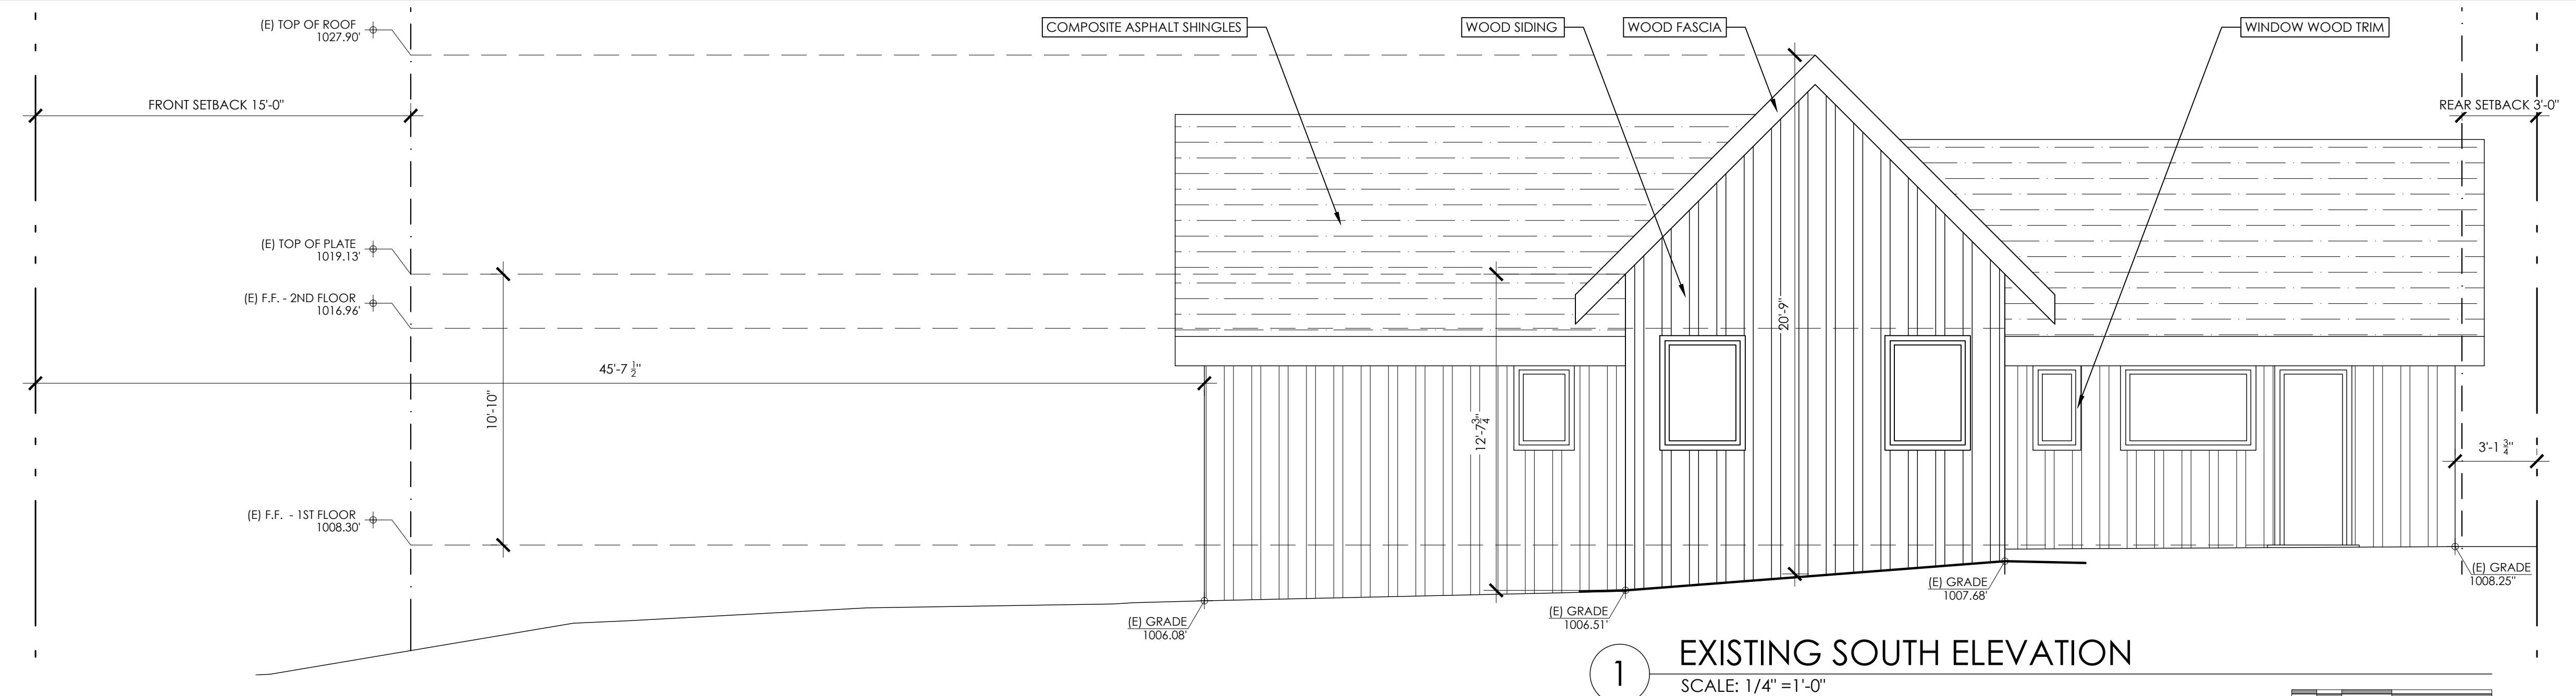 (E) TOP OF ROOF
1027.90'
COMPOSITE ASPHALT SHINGLES
WOOD SIDING
WOOD FASCIA
WINDOW WOOD TRIM
FRONT SETBACK 15'-0"
REAR SETBACK 3'-0"
(E) TOP OF PLATE
1019.13'
(E) F.F. - 2ND FLOOR
1016.96'
20'-9"
45'-7 1/2"
10'-10"
12'-7 3/4"
3'-1 3/4"
(E) F.F. - 1ST FLOOR
1008.30'
(E) GRADE
1008.25"
(E) GRADE
1007.68'
(E) GRADE
1006.51'
(E) GRADE
1006.08'
1
EXISTING SOUTH ELEVATION
SCALE: 1/4" =1'-0"